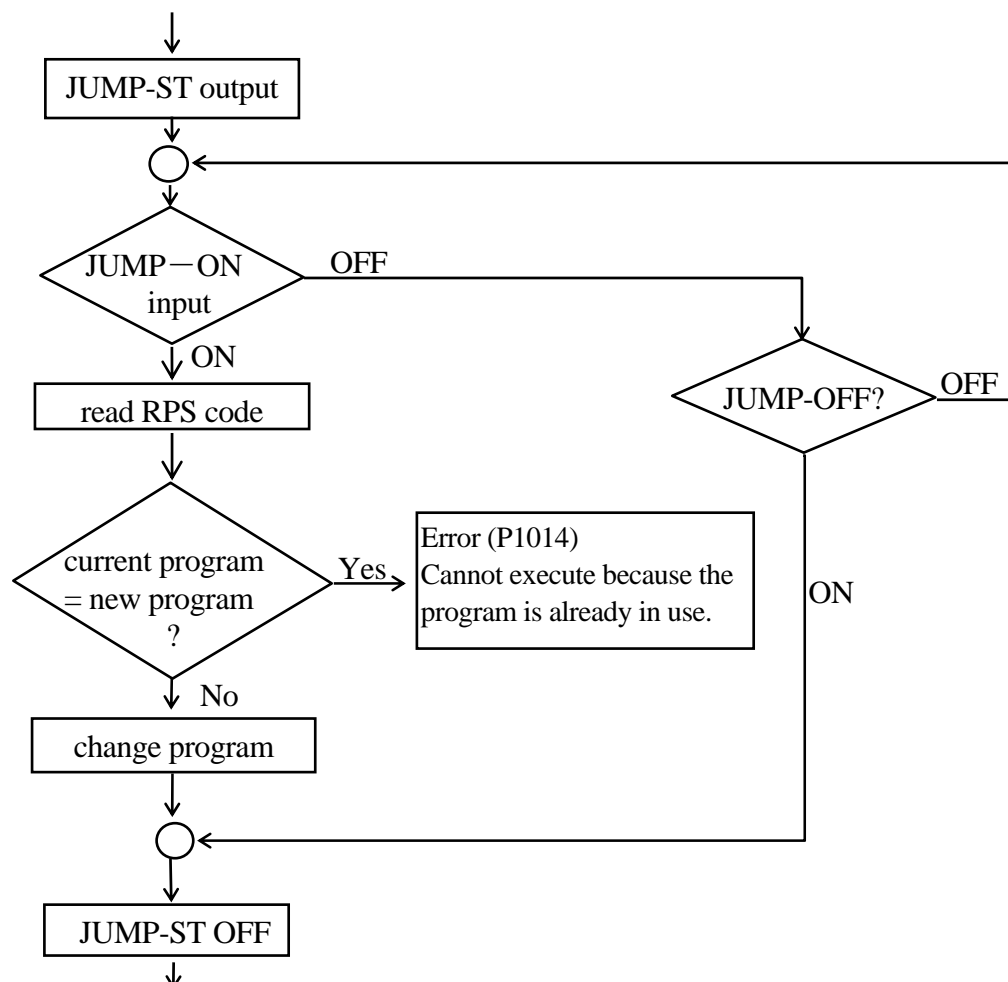 JUMP-ST output
JUMP－ON
input
OFF
ON
read RPS code
JUMP-OFF?
OFF
current program
= new program
?
Yes
Error (P1014)
Cannot execute because the
program is already in use.
ON
No
change program
JUMP-ST OFF